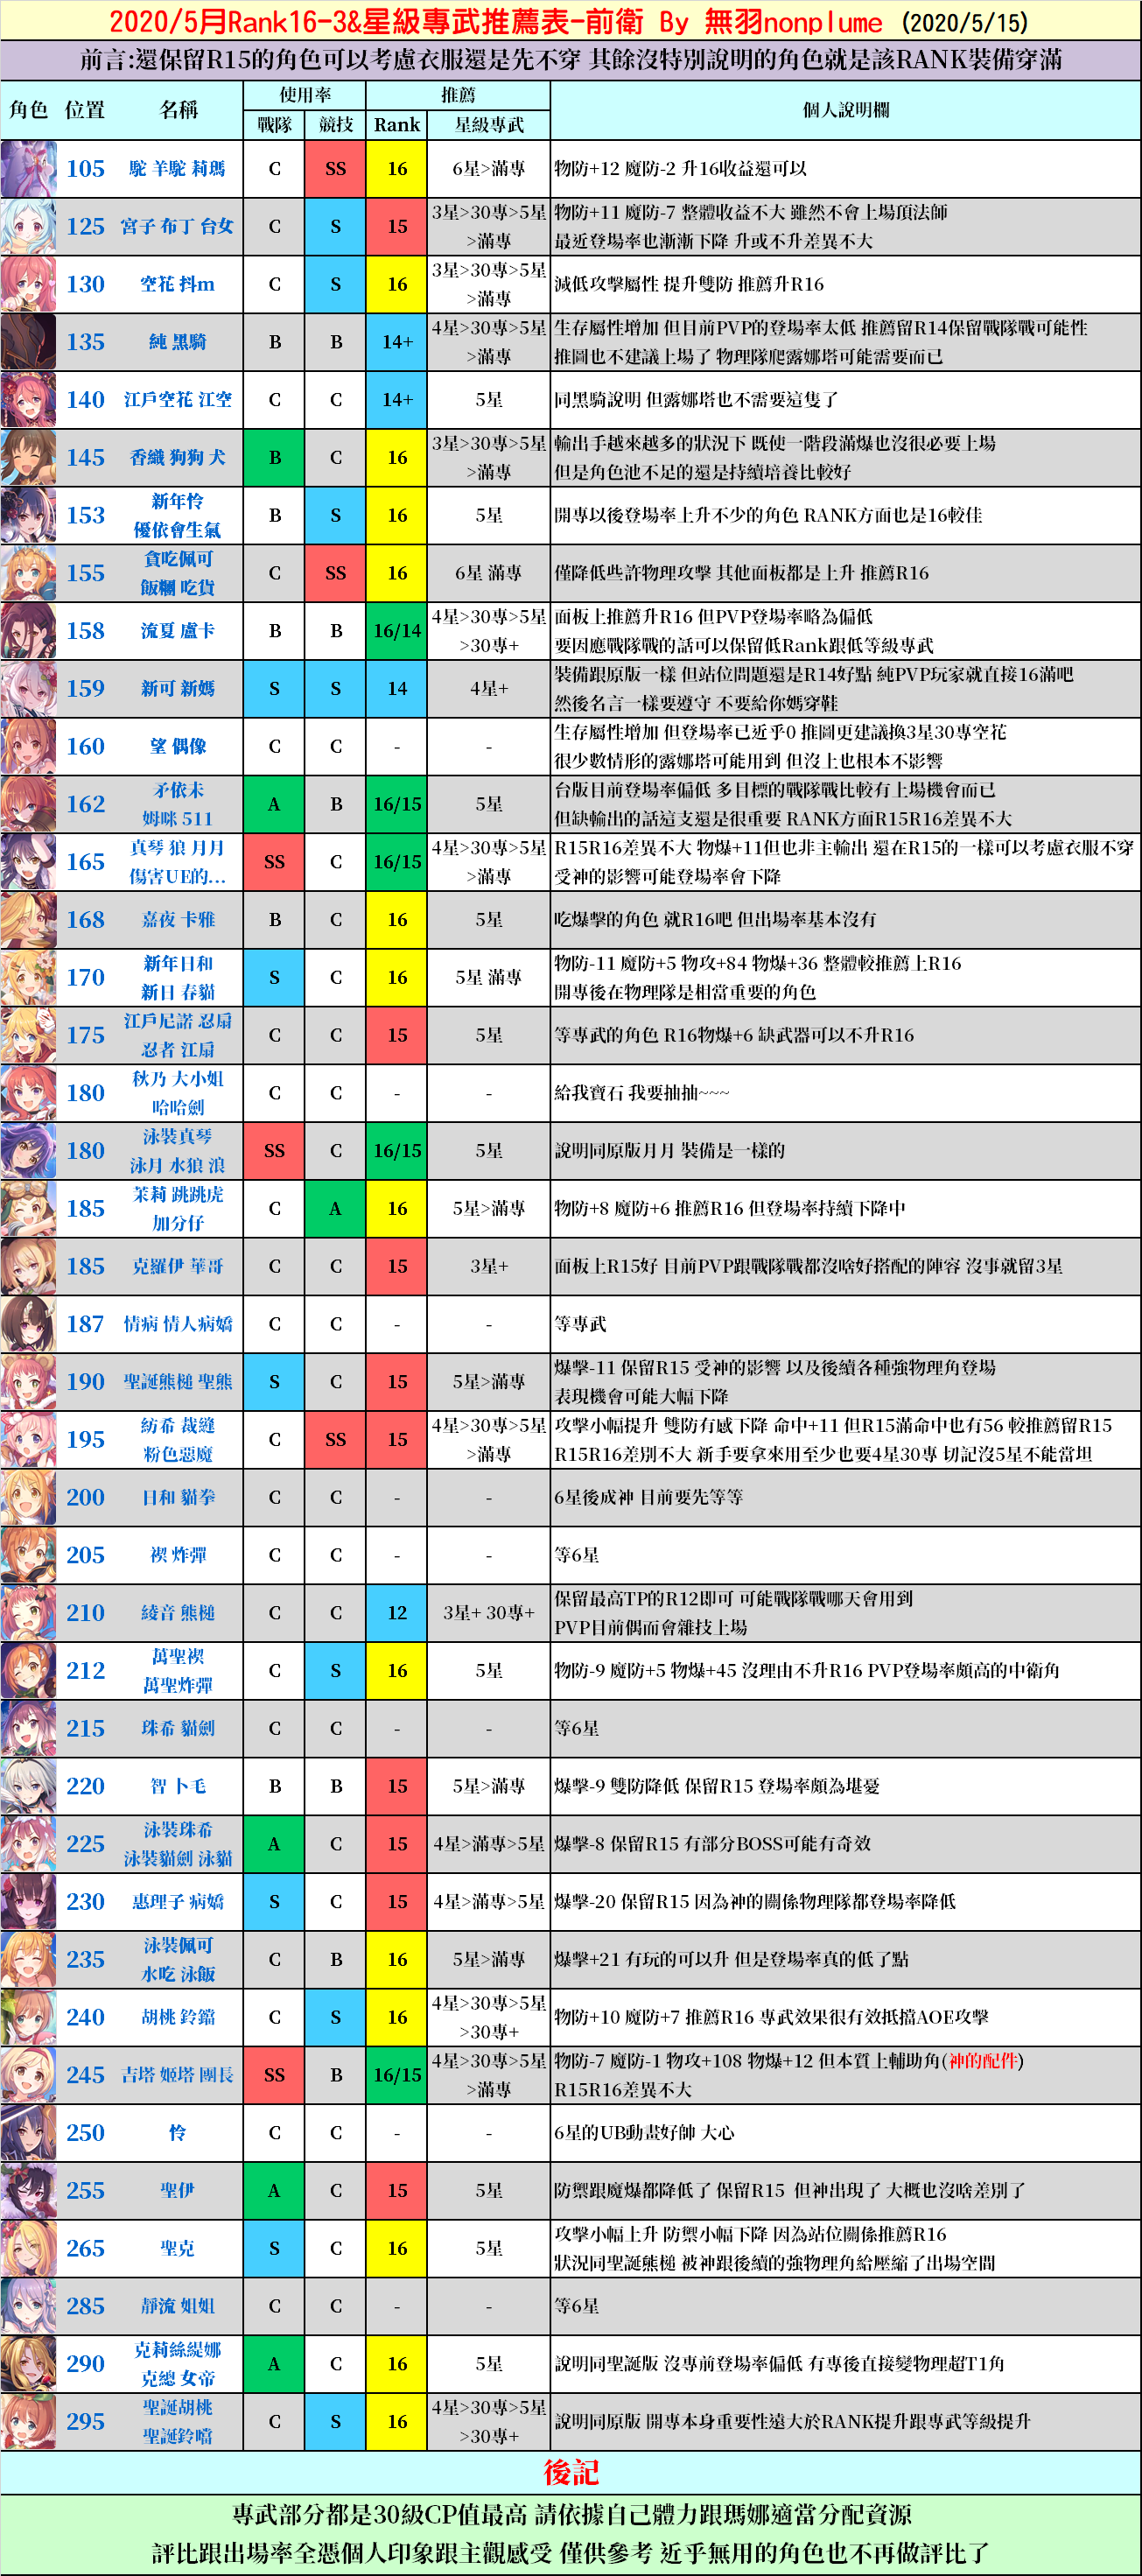 2020/5月Rank16-3&星級專武推薦表-前衛 By 無羽nonplume (2020/5/15)
前言:還保留R15的角色可以考慮衣服還是先不穿 其餘沒特別說明的角色就是該RANK裝備穿滿
角色 位置 名稱 使用率 推薦 個人說明欄
戰隊 競技 Rank 星級專武
105 駝 羊駝 莉瑪 C SS 16 6星>滿專 物防+12 魔防-2 升16收益還可以
125 宮子 布丁 台女 C S 15 3星>30專>5星 物防+11 魔防-7 整體收益不大 雖然不會上場頂法師
>滿專 最近登場率也漸漸下降 升或不升差異不大
130 空花 抖m C S 16 3星>30專>5星 減低攻擊屬性 提升雙防 推薦升R16
>滿專
135 純 黑騎 B B 14+ 4星>30專>5星 生存屬性增加 但目前PVP的登場率太低 推薦留R14保留戰隊戰可能性
>滿專 推圖也不建議上場了 物理隊爬露娜塔可能需要而已
140 江戶空花 江空 C C 14+ 5星 同黑騎說明 但露娜塔也不需要這隻了
145 香織 狗狗 犬 B C 16 3星>30專>5星 輸出手越來越多的狀況下 既使一階段滿爆也沒很必要上場
>滿專 但是角色池不足的還是持續培養比較好
153 新年怜 B S 16 5星 開專以後登場率上升不少的角色 RANK方面也是16較佳
優依會生氣
155 貪吃佩可 C SS 16 6星 滿專 僅降低些許物理攻擊 其他面板都是上升 推薦R16
飯糰 吃貨
158 流夏 盧卡 B B 16/14 4星>30專>5星 面板上推薦升R16 但PVP登場率略為偏低
>30專+ 要因應戰隊戰的話可以保留低Rank跟低等級專武
159 新可 新媽 S S 14 4星+ 裝備跟原版一樣 但站位問題還是R14好點 純PVP玩家就直接16滿吧
然後名言一樣要遵守 不要給你媽穿鞋
160 望 偶像 C C - - 生存屬性增加 但登場率已近乎0 推圖更建議換3星30專空花
很少數情形的露娜塔可能用到 但沒上也根本不影響
162 矛依未 A B 16/15 5星 台版目前登場率偏低 多目標的戰隊戰比較有上場機會而已
姆咪 511 但缺輸出的話這支還是很重要 RANK方面R15R16差異不大
165 真琴 狼 月月 SS C 16/15 4星>30專>5星 R15R16差異不大 物爆+11但也非主輸出 還在R15的一樣可以考慮衣服不穿
傷害UE的... >滿專 受神的影響可能登場率會下降
168 嘉夜 卡雅 B C 16 5星 吃爆擊的角色 就R16吧 但出場率基本沒有
170 新年日和 S C 16 5星 滿專 物防-11 魔防+5 物攻+84 物爆+36 整體較推薦上R16
新日 春貓 開專後在物理隊是相當重要的角色
175 江戶尼諾 忍扇 C C 15 5星 等專武的角色 R16物爆+6 缺武器可以不升R16
忍者 江扇
180 秋乃 大小姐 C C - - 給我寶石 我要抽抽~~~
哈哈劍
180 泳裝真琴 SS C 16/15 5星 說明同原版月月 裝備是一樣的
泳月 水狼 浪
185 茉莉 跳跳虎 C A 16 5星>滿專 物防+8 魔防+6 推薦R16 但登場率持續下降中
加分仔
185 克羅伊 華哥 C C 15 3星+ 面板上R15好 目前PVP跟戰隊戰都沒啥好搭配的陣容 沒事就留3星
187 情病 情人病嬌 C C - - 等專武
190 聖誕熊槌 聖熊 S C 15 5星>滿專 爆擊-11 保留R15 受神的影響 以及後續各種強物理角登場
表現機會可能大幅下降
195 紡希 裁縫 C SS 15 4星>30專>5星 攻擊小幅提升 雙防有感下降 命中+11 但R15滿命中也有56 較推薦留R15
粉色惡魔 >滿專 R15R16差別不大 新手要拿來用至少也要4星30專 切記沒5星不能當坦
200 日和 貓拳 C C - - 6星後成神 目前要先等等
205 禊 炸彈 C C - - 等6星
210 綾音 熊槌 C C 12 3星+ 30專+ 保留最高TP的R12即可 可能戰隊戰哪天會用到
PVP目前偶而會雜技上場
212 萬聖禊 C S 16 5星 物防-9 魔防+5 物爆+45 沒理由不升R16 PVP登場率頗高的中衛角
萬聖炸彈
215 珠希 貓劍 C C - - 等6星
220 智 卜毛 B B 15 5星>滿專 爆擊-9 雙防降低 保留R15 登場率頗為堪憂
225 泳裝珠希 A C 15 4星>滿專>5星 爆擊-8 保留R15 有部分BOSS可能有奇效
泳裝貓劍 泳貓
230 惠理子 病嬌 S C 15 4星>滿專>5星 爆擊-20 保留R15 因為神的關係物理隊都登場率降低
235 泳裝佩可 C B 16 5星>滿專 爆擊+21 有玩的可以升 但是登場率真的低了點
水吃 泳飯
240 胡桃 鈴鐺 C S 16 4星>30專>5星 物防+10 魔防+7 推薦R16 專武效果很有效抵擋AOE攻擊
>30專+
245 吉塔 姬塔 團長 SS B 16/15 4星>30專>5星 物防-7 魔防-1 物攻+108 物爆+12 但本質上輔助角(神的配件)
>滿專 R15R16差異不大
250 怜 C C - - 6星的UB動畫好帥 大心
255 聖伊 A C 15 5星 防禦跟魔爆都降低了 保留R15 但神出現了 大概也沒啥差別了
265 聖克 S C 16 5星 攻擊小幅上升 防禦小幅下降 因為站位關係推薦R16
狀況同聖誕熊槌 被神跟後續的強物理角給壓縮了出場空間
285 靜流 姐姐 C C - - 等6星
290 克莉絲緹娜 A C 16 5星 說明同聖誕版 沒專前登場率偏低 有專後直接變物理超T1角
克總 女帝
295 聖誕胡桃 C S 16 4星>30專>5星 說明同原版 開專本身重要性遠大於RANK提升跟專武等級提升
聖誕鈴噹 >30專+
後記
專武部分都是30級CP值最高 請依據自己體力跟瑪娜適當分配資源
評比跟出場率全憑個人印象跟主觀感受 僅供參考 近乎無用的角色也不再做評比了